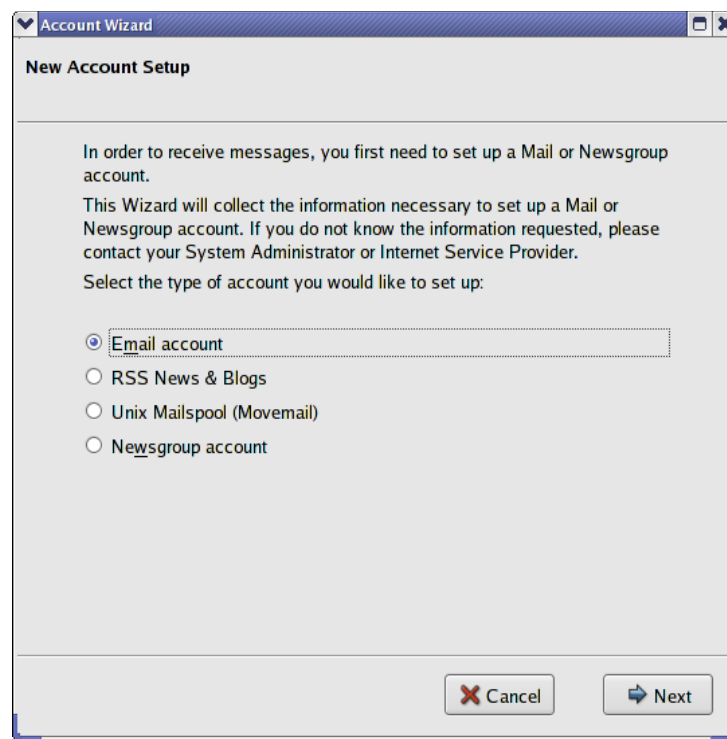 Account Wizard
New Account Setup
In order to receive messages, you first need to set up a Mail or Newsgroup
account.
This Wizard will collect the information necessary to set up a Mail or
Newsgroup account. If you do not know the information requested, please
contact your System Administrator or Internet Service Provider.
Select the type of account you would like to set up:
Email account
RSS News & Blogs
Unix Mailspool (Movemail)
Newsgroup account
Cancel
Next